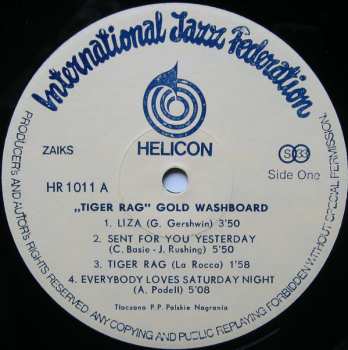 International Jazz Federation
HELICON
ZAIKS
S 33
Side One
HR 1011 A
„TIGER RAG" GOLD WASHBOARD
1. LIZA (G. Gershwin) 3'50
2. SENT FOR YOU YESTERDAY
(C. Basie - J. Rushing) 5'50
3. TIGER RAG (La Rocca) 1'58
4. EVERYBODY LOVES SATURDAY NIGHT
(A. Podell) 5'08
Tłoczono P.P. Polskie Nagrania
PRODUCER's AND AUTOR's RIGHTS RESERVED ANY COPYING AND PUBLIC REPLAYING FORBIDDEN WITHOUT SPECIAL PERMISSION.